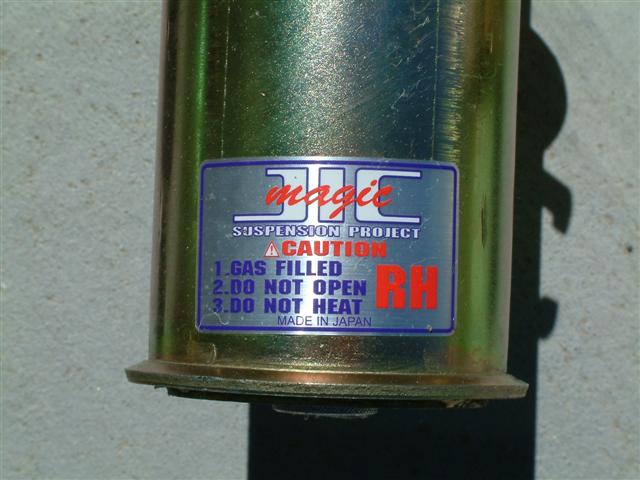 JIC
magic
SUSPENSION PROJECT
CAUTION
1.GAS FILLED
2.DO NOT OPEN
3.DO NOT HEAT
RH
MADE IN JAPAN